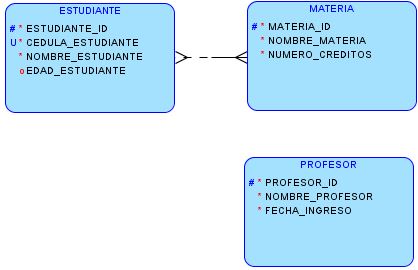 ESTUDIANTE
# * ESTUDIANTE_ID
U * CEDULA_ESTUDIANTE
* NOMBRE_ESTUDIANTE
o EDAD_ESTUDIANTE
MATERIA
# * MATERIA_ID
* NOMBRE_MATERIA
* NUMERO_CREDITOS
PROFESOR
# * PROFESOR_ID
* NOMBRE_PROFESOR
* FECHA_INGRESO